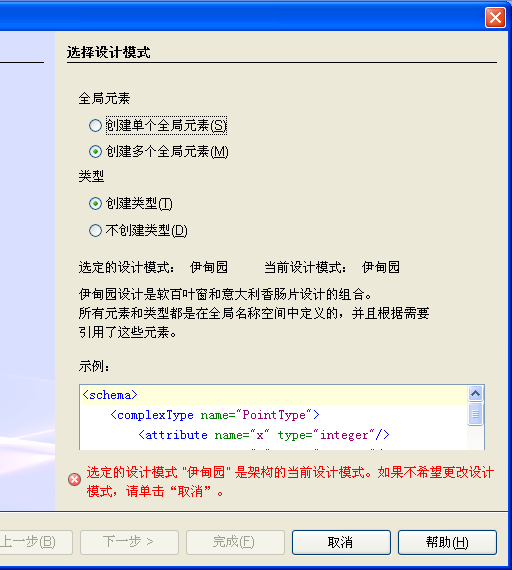 选择设计模式
全局元素
创建单个全局元素(S)
创建多个全局元素(M)
类型
创建类型(T)
不创建类型(D)
选定的设计模式： 伊甸园 当前设计模式： 伊甸园
伊甸园设计是软百叶窗和意大利香肠片设计的组合。
所有元素和类型都是在全局名称空间中定义的，并且根据需要
引用了这些元素。
示例：
<schema>
<complexType name="PointType">
<attribute name="x" type="integer"/>
选定的设计模式 "伊甸园" 是架构的当前设计模式。如果不希望更改设计
模式，请单击“取消”。
上一步(B) 下一步 > 完成(F) 取消 帮助(H)